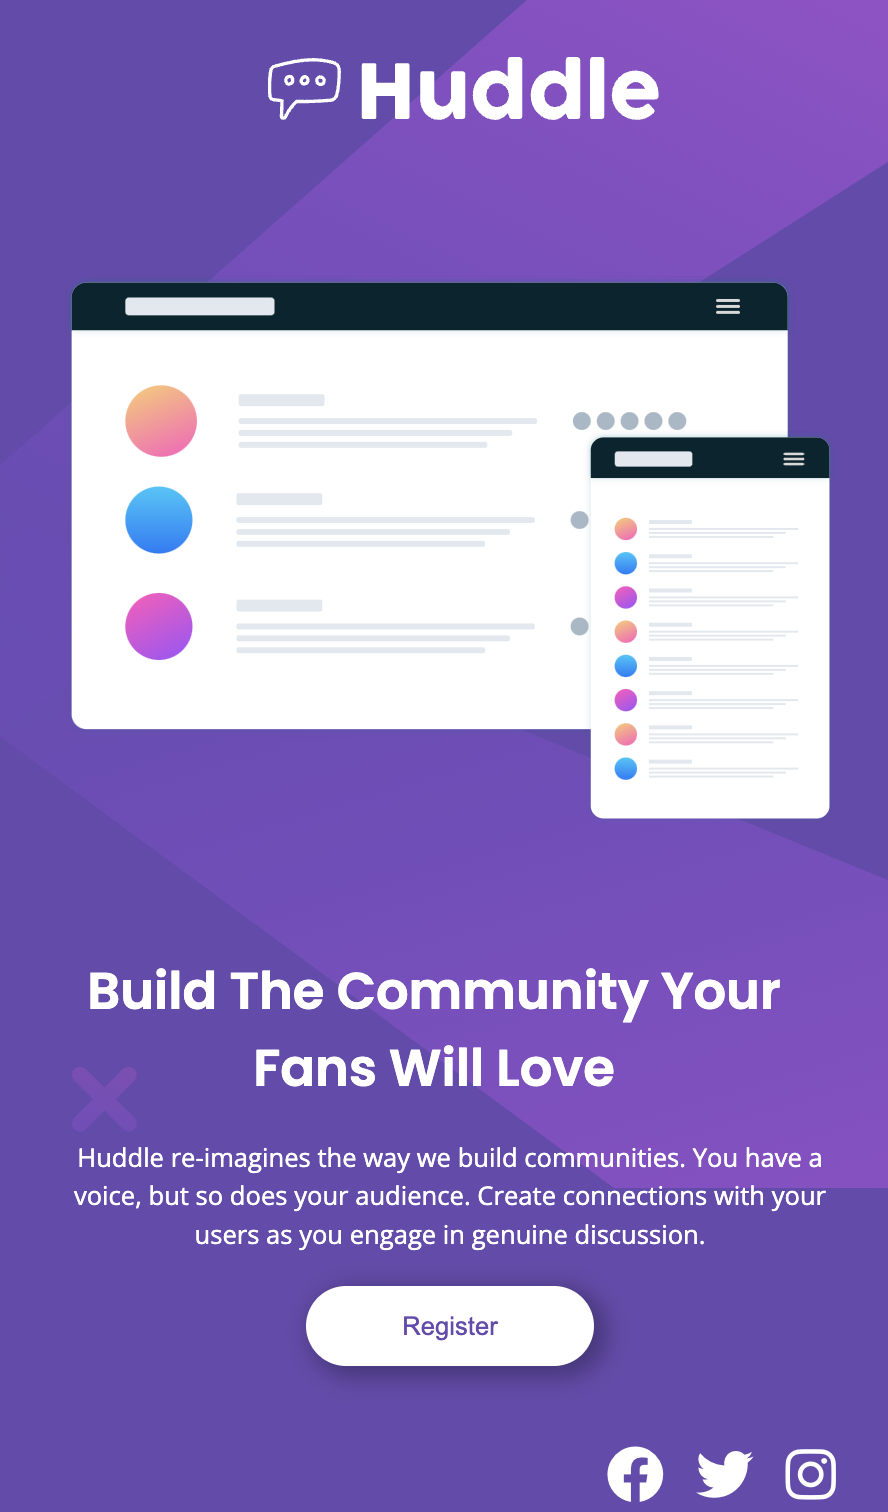 Huddle
Build The Community Your
Fans Will Love
Huddle re-imagines the way we build communities. You have a
voice, but so does your audience. Create connections with your
users as you engage in genuine discussion.
Register